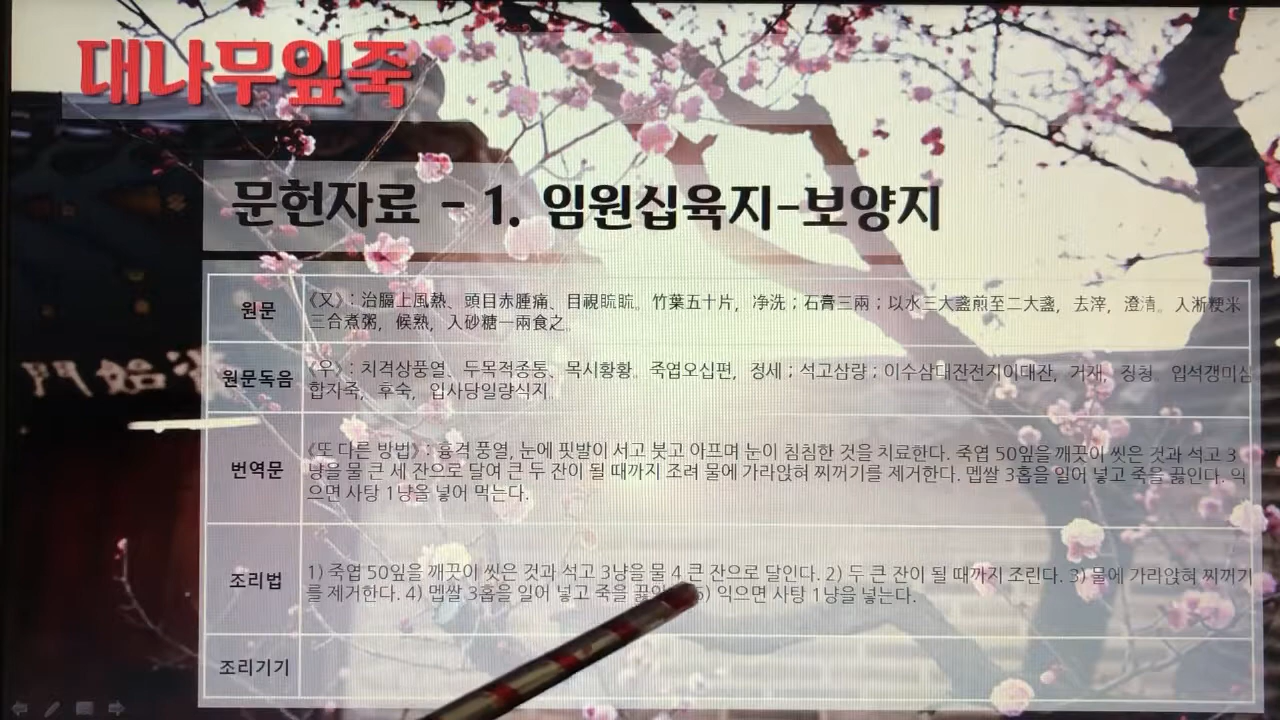 대나무잎죽
문헌자료 - 1. 임원십육지-보양지
원문
《又》 : 治膈上風熱、頭目赤腫痛、目視䀮䀮。竹葉五十片, 净洗 ; 石膏三兩 ; 以水三大盞煎至二大盞, 去滓, 澄清。入淅粳米
三合煮粥, 候熟, 入砂糖一兩食之。
원문독음
《우》 : 치격상풍열、두목적종통、목시황황。죽엽오십편, 정세 ; 석고삼량 ; 이수삼대잔전지이대잔, 거재, 징청。입석갱미삼
합자죽, 후숙, 입사당일량식지。
번역문
《또 다른 방법》 : 흉격 풍열, 눈에 핏발이 서고 붓고 아프며 눈이 침침한 것을 치료한다. 죽엽 50잎을 깨끗이 씻은 것과 석고 3
냥을 물 큰 세 잔으로 달여 큰 두 잔이 될 때까지 조려 물에 가라앉혀 찌꺼기를 제거한다. 멥쌀 3홉을 일어 넣고 죽을 끓인다. 익
으면 사탕 1냥을 넣어 먹는다.
조리법
1) 죽엽 50잎을 깨끗이 씻은 것과 석고 3냥을 물 4 큰 잔으로 달인다. 2) 두 큰 잔이 될 때까지 조린다. 3) 물에 가라앉혀 찌꺼기
를 제거한다. 4) 멥쌀 3홉을 일어 넣고 죽을 5) 익으면 사탕 1냥을 넣는다.
조리기기